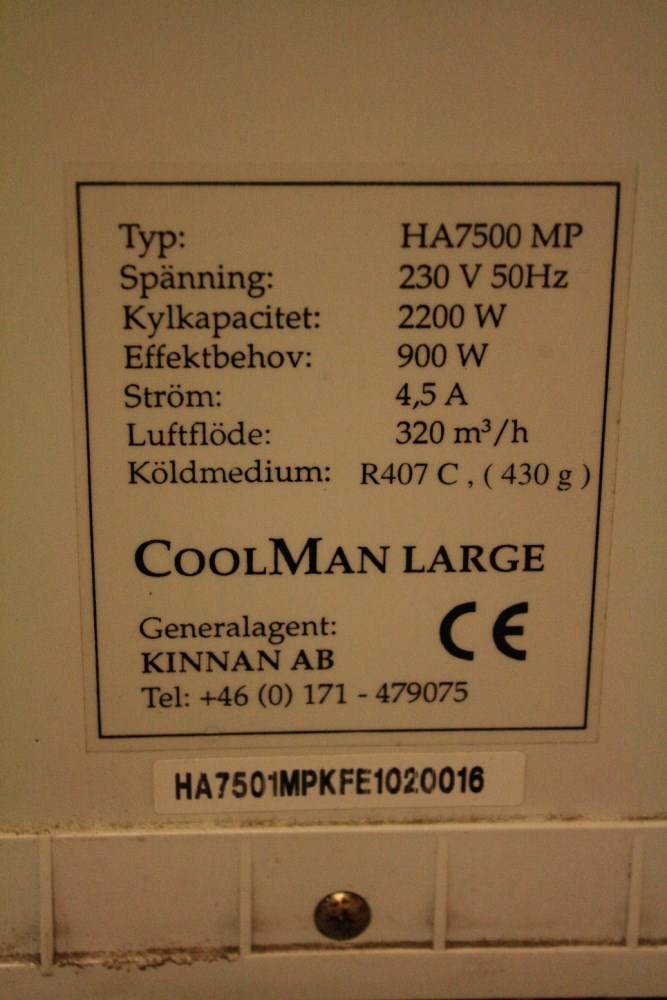 Typ: HA7500 MP
Spänning: 230 V 50Hz
Kylkapacitet: 2200 W
Effektbehov: 900 W
Ström: 4,5 A
Luftflöde: 320 m³/h
Köldmedium: R407 C , ( 430 g )
COOLMAN LARGE
Generalagent: CE
KINNAN AB
Tel: +46 (0) 171 - 479075
HA7501MPKFE1020016